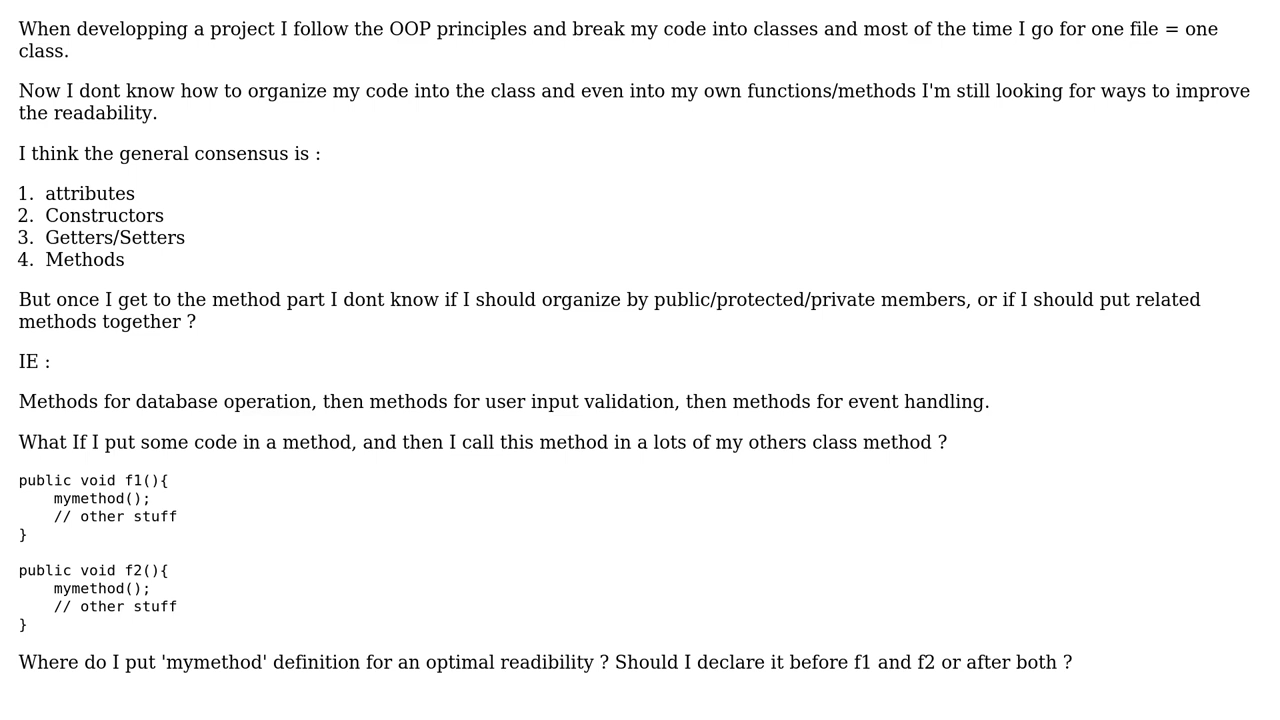 When developping a project I follow the OOP principles and break my code into classes and most of the time I go for one file = one
class.
Now I dont know how to organize my code into the class and even into my own functions/methods I'm still looking for ways to improve
the readability.
I think the general consensus is :
1. attributes
2. Constructors
3. Getters/Setters
4. Methods
But once I get to the method part I dont know if I should organize by public/protected/private members, or if I should put related
methods together ?
IE :
Methods for database operation, then methods for user input validation, then methods for event handling.
What If I put some code in a method, and then I call this method in a lots of my others class method ?
public void f1(){
    mymethod();
    // other stuff
}
public void f2(){
    mymethod();
    // other stuff
}
Where do I put 'mymethod' definition for an optimal readibility ? Should I declare it before f1 and f2 or after both ?